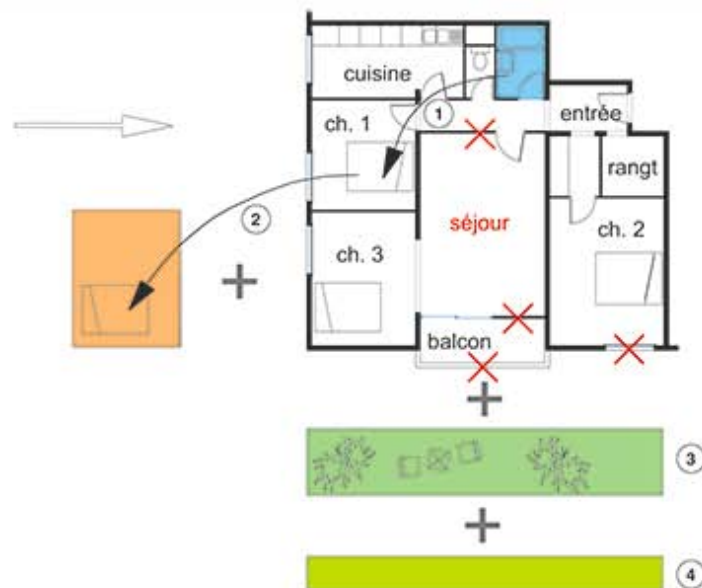 cuisine
entrée
ch. 1
1
rangt
séjour
2
ch. 3
ch. 2
balcon
3
4